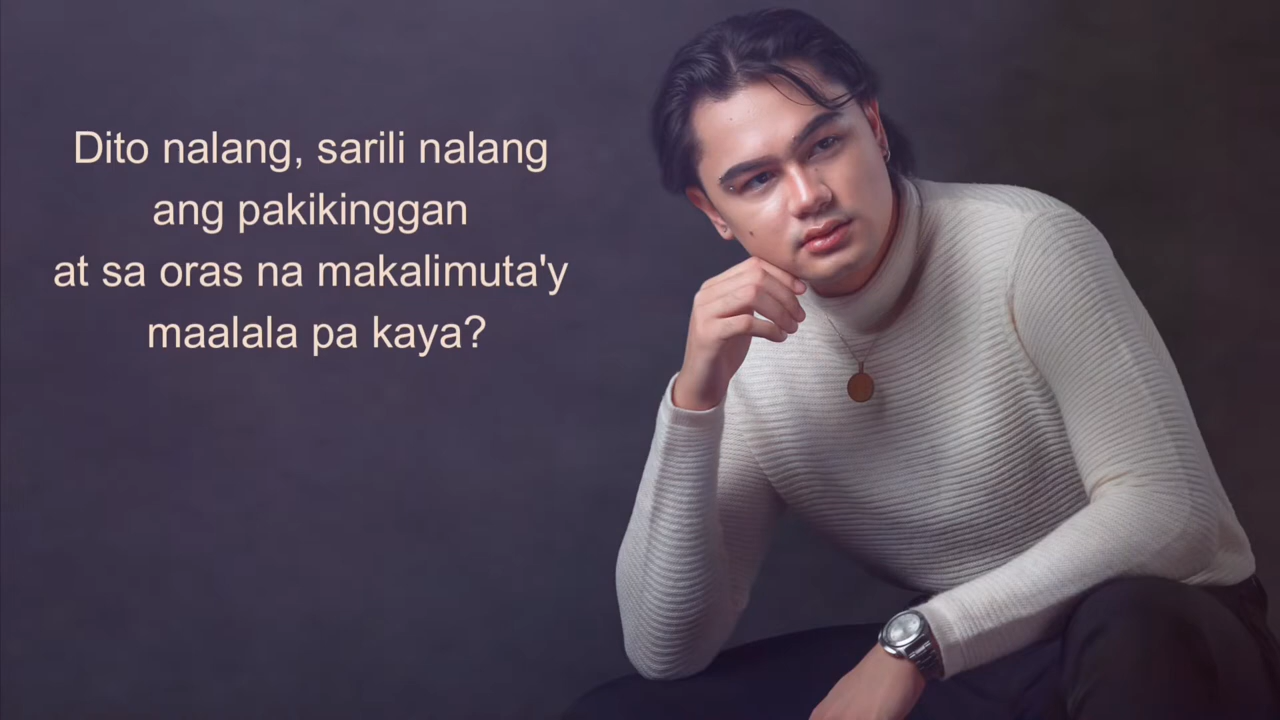 Dito nalang, sarili nalang
ang pakikinggan
at sa oras na makalimuta'y
maalala pa kaya?